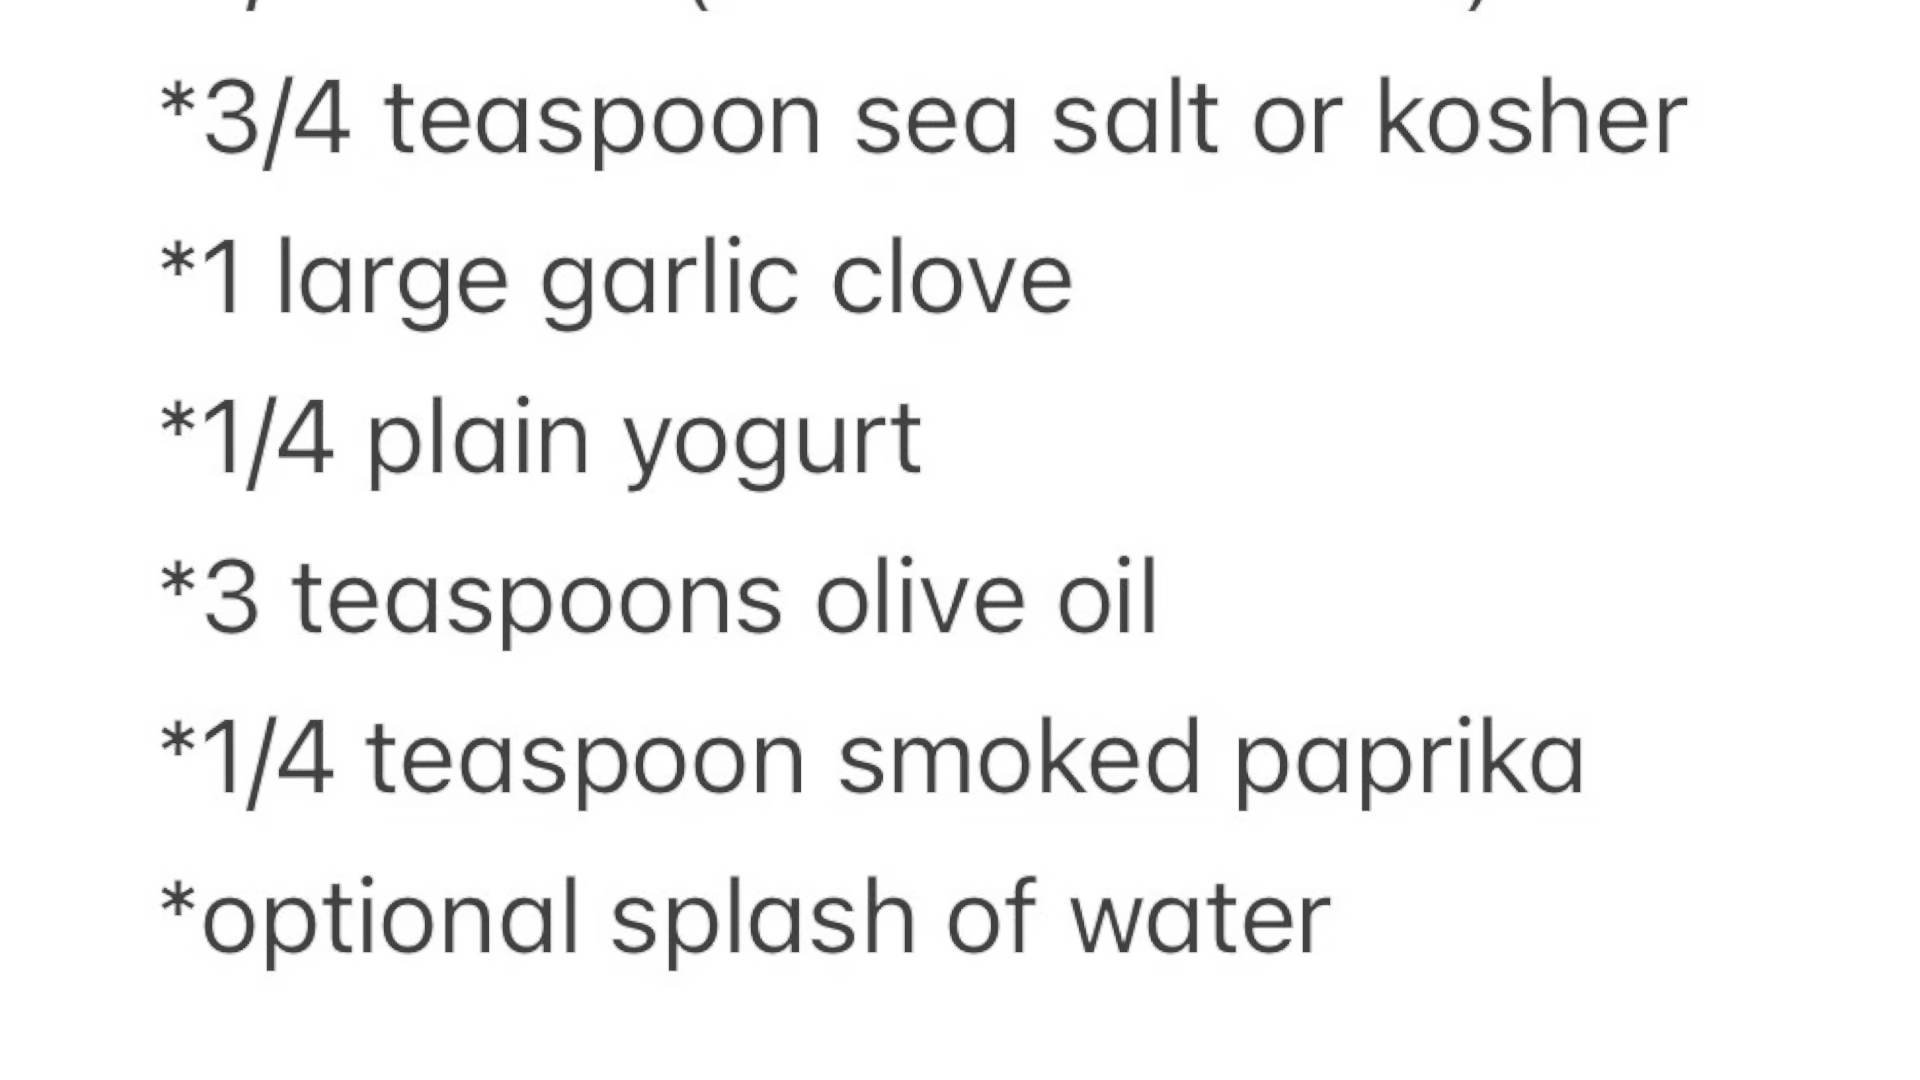 *3/4 teaspoon sea salt or kosher
*1 large garlic clove
*1/4 plain yogurt
*3 teaspoons olive oil
*1/4 teaspoon smoked paprika
*optional splash of water